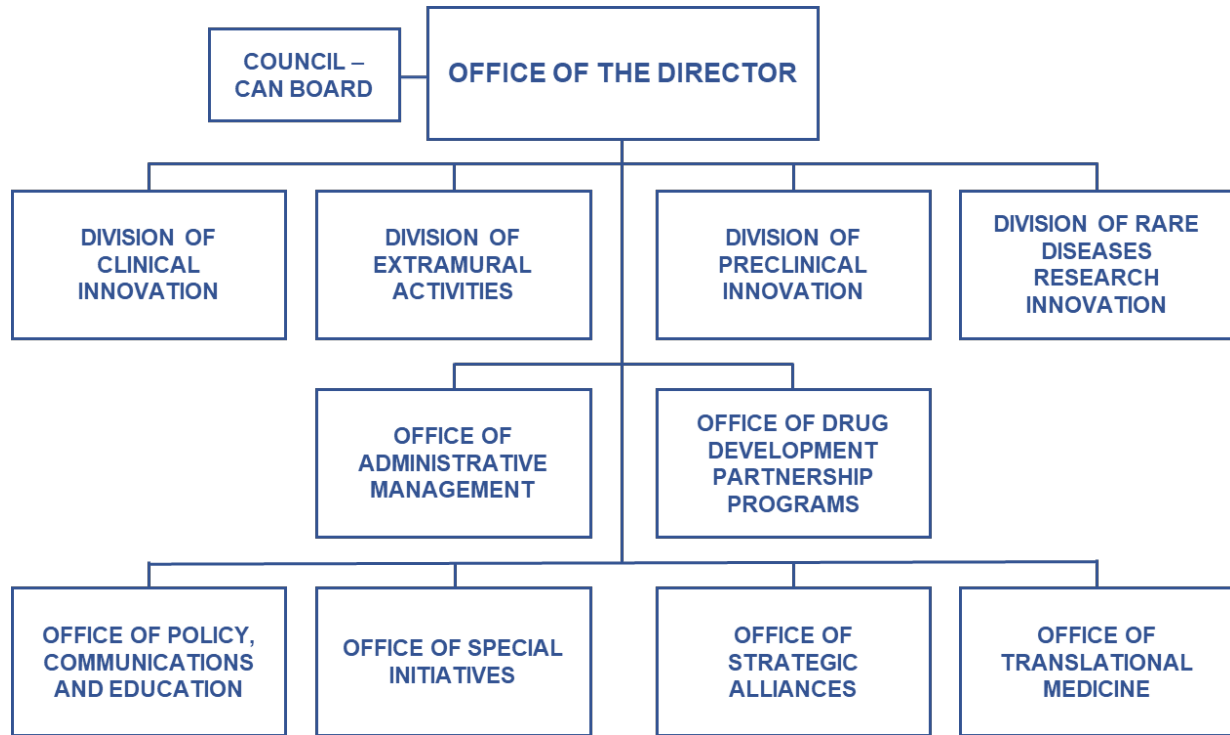 COUNCIL –
CAN BOARD
OFFICE OF THE DIRECTOR
DIVISION OF
CLINICAL
INNOVATION
DIVISION OF
EXTRAMURAL
ACTIVITIES
DIVISION OF
PRECLINICAL
INNOVATION
DIVISION OF RARE
DISEASES
RESEARCH
INNOVATION
OFFICE OF
ADMINISTRATIVE
MANAGEMENT
OFFICE OF DRUG
DEVELOPMENT
PARTNERSHIP
PROGRAMS
OFFICE OF POLICY,
COMMUNICATIONS
AND EDUCATION
OFFICE OF SPECIAL
INITIATIVES
OFFICE OF
STRATEGIC
ALLIANCES
OFFICE OF
TRANSLATIONAL
MEDICINE